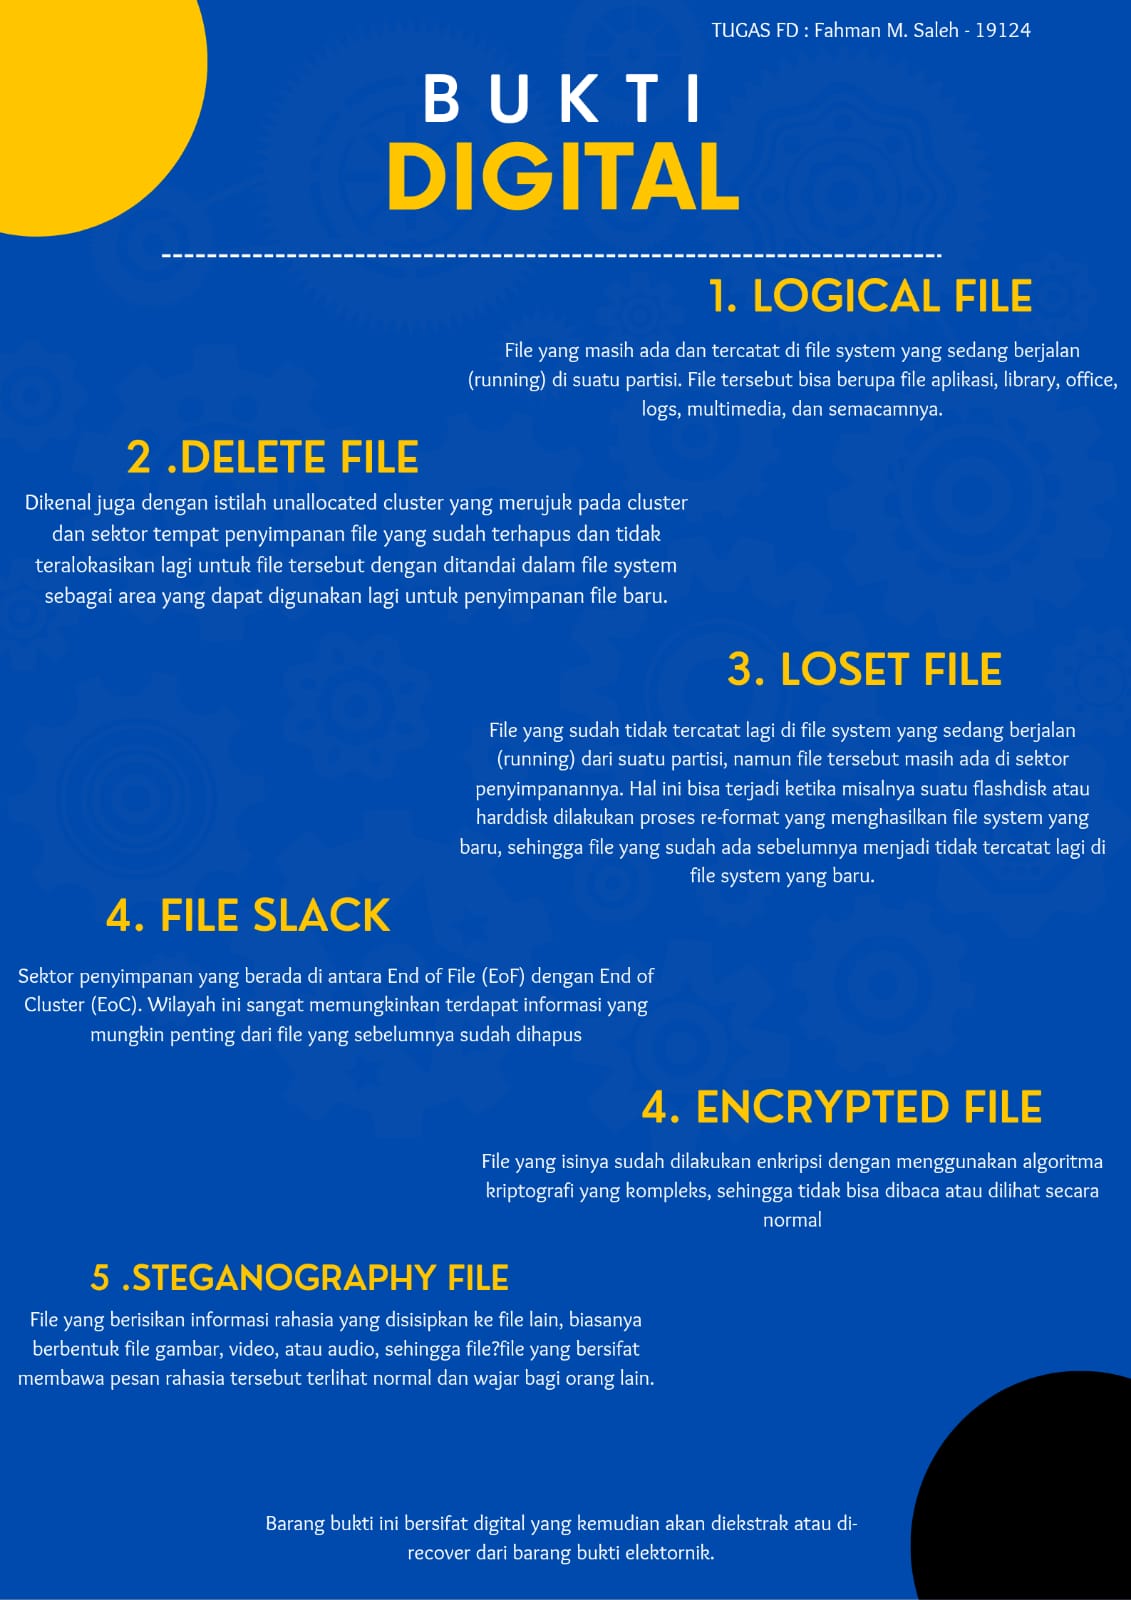 TUGAS FD : Fahman M. Saleh - 19124
BUKTI
DIGITAL
1. LOGICAL FILE
File yang masih ada dan tercatat di file system yang sedang berjalan
(running) di suatu partisi. File tersebut bisa berupa file aplikasi, library, office,
logs, multimedia, dan semacamnya.
2 .DELETE FILE
Dikenal juga dengan istilah unallocated cluster yang merujuk pada cluster
dan sektor tempat penyimpanan file yang sudah terhapus dan tidak
teralokasikan lagi untuk file tersebut dengan ditandai dalam file system
sebagai area yang dapat digunakan lagi untuk penyimpanan file baru.
3. LOSET FILE
File yang sudah tidak tercatat lagi di file system yang sedang berjalan
(running) dari suatu partisi, namun file tersebut masih ada di sektor
penyimpanannya. Hal ini bisa terjadi ketika misalnya suatu flashdisk atau
harddisk dilakukan proses re-format yang menghasilkan file system yang
baru, sehingga file yang sudah ada sebelumnya menjadi tidak tercatat lagi di
file system yang baru.
4. FILE SLACK
Sektor penyimpanan yang berada di antara End of File (EoF) dengan End of
Cluster (EoC). Wilayah ini sangat memungkinkan terdapat informasi yang
mungkin penting dari file yang sebelumnya sudah dihapus
4. ENCRYPTED FILE
File yang isinya sudah dilakukan enkripsi dengan menggunakan algoritma
kriptografi yang kompleks, sehingga tidak bisa dibaca atau dilihat secara
normal
5 .STEGANOGRAPHY FILE
File yang berisikan informasi rahasia yang disisipkan ke file lain, biasanya
berbentuk file gambar, video, atau audio, sehingga file?file yang bersifat
membawa pesan rahasia tersebut terlihat normal dan wajar bagi orang lain.
Barang bukti ini bersifat digital yang kemudian akan diekstrak atau di-
recover dari barang bukti elektornik.